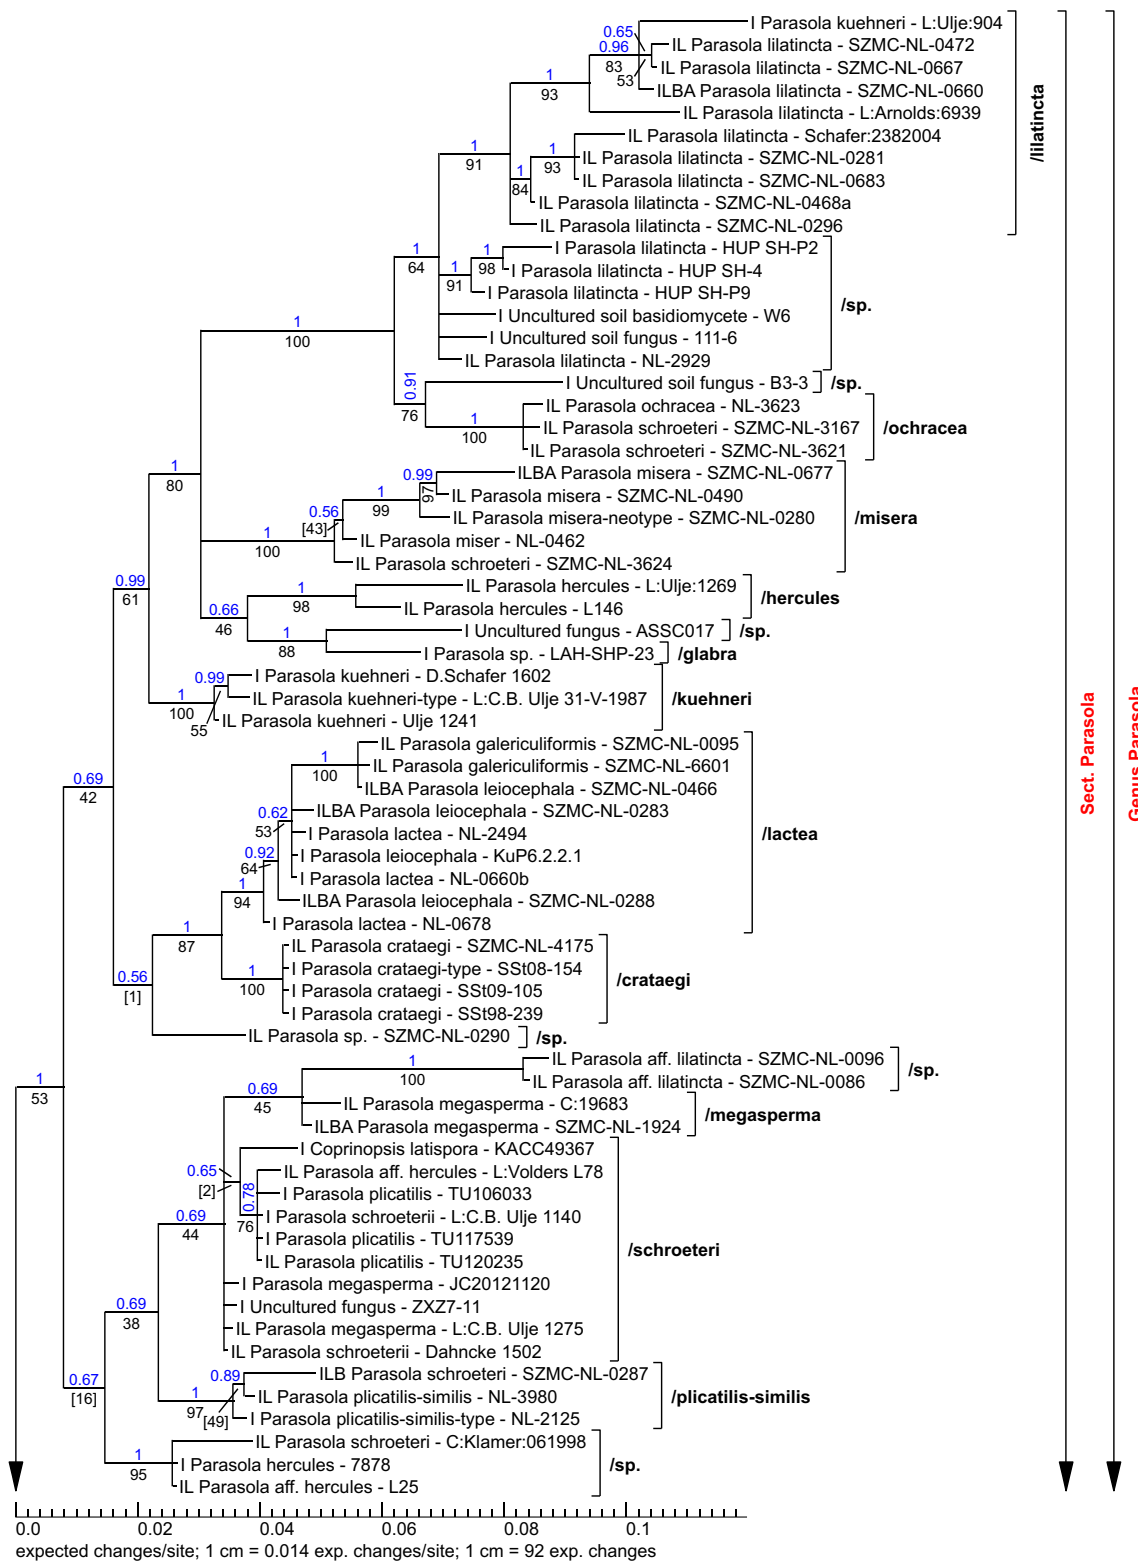 I Parasola kuehneri - L:Ulje:904
0.65
IL Parasola lilatincta - SZMC-NL-0472
0.96
83
IL Parasola lilatincta - SZMC-NL-0667
53
1
93
ILBA Parasola lilatincta - SZMC-NL-0660
IL Parasola lilatincta - L:Arnolds:6939
/lilatincta
IL Parasola lilatincta - Schafer:2382004
1
93
IL Parasola lilatincta - SZMC-NL-0281
1
91
1
84
IL Parasola lilatincta - SZMC-NL-0683
IL Parasola lilatincta - SZMC-NL-0468a
IL Parasola lilatincta - SZMC-NL-0296
1
64
1
98
I Parasola lilatincta - HUP SH-P2
1
91
I Parasola lilatincta - HUP SH-4
I Parasola lilatincta - HUP SH-P9
/sp.
I Uncultured soil basidiomycete - W6
1
100
I Uncultured soil fungus - 111-6
IL Parasola lilatincta - NL-2929
0.91
76
I Uncultured soil fungus - B3-3
/sp.
IL Parasola ochracea - NL-3623
1
100
IL Parasola schroeteri - SZMC-NL-3167
/ochracea
IL Parasola schroeteri - SZMC-NL-3621
1
80
0.99
97
ILBA Parasola misera - SZMC-NL-0677
1
99
IL Parasola misera - SZMC-NL-0490
0.56
[43]
IL Parasola misera-neotype - SZMC-NL-0280
/misera
1
100
IL Parasola miser - NL-0462
IL Parasola schroeteri - SZMC-NL-3624
0.99
61
1
98
IL Parasola hercules - L:Ulje:1269
/hercules
0.66
46
IL Parasola hercules - L146
1
88
I Uncultured fungus - ASSC017
/sp.
I Parasola sp. - LAH-SHP-23
/glabra
0.99
I Parasola kuehneri - D.Schafer 1602
1
100
55
IL Parasola kuehneri-type - L:C.B. Ulje 31-V-1987
/kuehneri
IL Parasola kuehneri - Ulje 1241
Sect. Parasola
Genus Parasola
IL Parasola galericuliformis - SZMC-NL-0095
1
100
IL Parasola galericuliformis - SZMC-NL-6601
0.69
42
ILBA Parasola leiocephala - SZMC-NL-0466
0.62
53
ILBA Parasola leiocephala - SZMC-NL-0283
I Parasola lactea - NL-2494
/lactea
0.92
64
I Parasola leiocephala - KuP6.2.2.1
1
94
I Parasola lactea - NL-0660b
ILBA Parasola leiocephala - SZMC-NL-0288
I Parasola lactea - NL-0678
1
87
IL Parasola crataegi - SZMC-NL-4175
0.56
[1]
1
100
I Parasola crataegi-type - SSt08-154
/crataegi
I Parasola crataegi - SSt09-105
I Parasola crataegi - SSt98-239
IL Parasola sp. - SZMC-NL-0290
/sp.
1
53
1
100
IL Parasola aff. lilatincta - SZMC-NL-0096
/sp.
IL Parasola aff. lilatincta - SZMC-NL-0086
0.69
45
IL Parasola megasperma - C:19683
/megasperma
ILBA Parasola megasperma - SZMC-NL-1924
I Coprinopsis latispora - KACC49367
0.65
[2]
IL Parasola aff. hercules - L:Volders L78
0.78
76
I Parasola plicatilis - TU106033
0.69
44
I Parasola schroeterii - L:C.B. Ulje 1140
I Parasola plicatilis - TU117539
/schroeteri
IL Parasola plicatilis - TU120235
I Parasola megasperma - JC20121120
0.69
38
I Uncultured fungus - ZXZ7-11
IL Parasola megasperma - L:C.B. Ulje 1275
IL Parasola schroeterii - Dahncke 1502
0.67
[16]
0.89
ILB Parasola schroeteri - SZMC-NL-0287
1
97
[49]
IL Parasola plicatilis-similis - NL-3980
/plicatilis-similis
I Parasola plicatilis-similis-type - NL-2125
IL Parasola schroeteri - C:Klamer:061998
1
95
I Parasola hercules - 7878
/sp.
IL Parasola aff. hercules - L25
0.0 0.02 0.04 0.06 0.08 0.1
expected changes/site; 1 cm = 0.014 exp. changes/site; 1 cm = 92 exp. changes